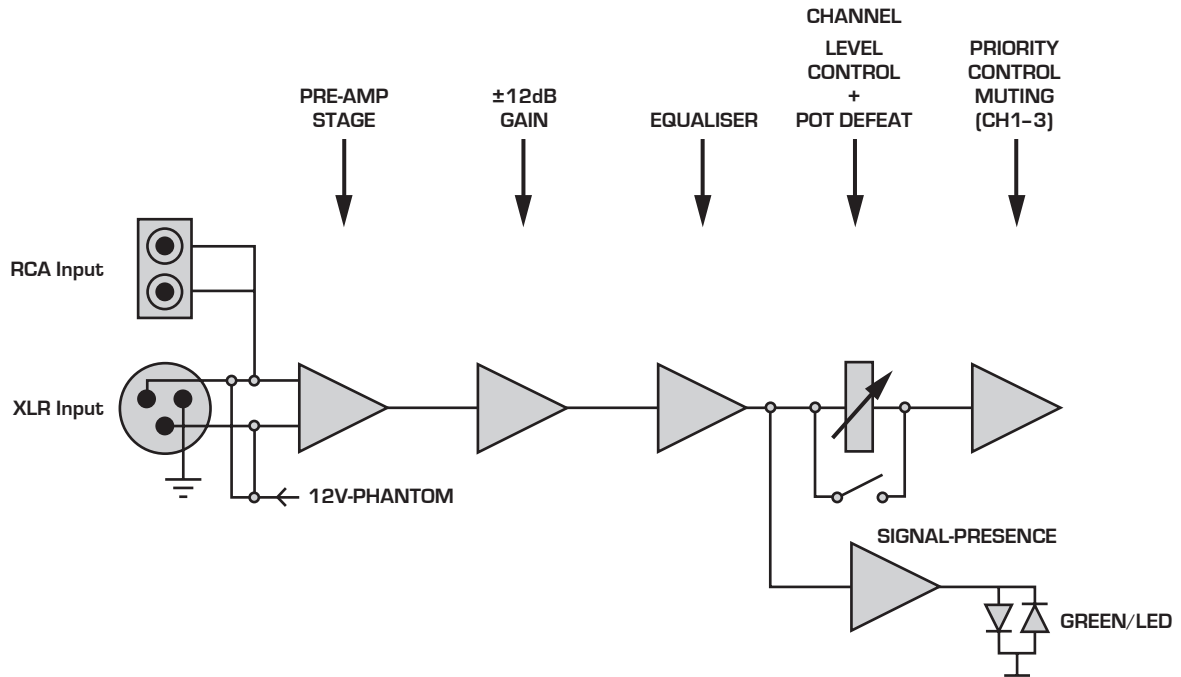 CHANNEL
LEVEL
CONTROL
+
POT DEFEAT
PRIORITY
CONTROL
MUTING
(CH1–3)
PRE-AMP
STAGE
±12dB
GAIN
EQUALISER
RCA Input
XLR Input
12V-PHANTOM
SIGNAL-PRESENCE
GREEN/LED